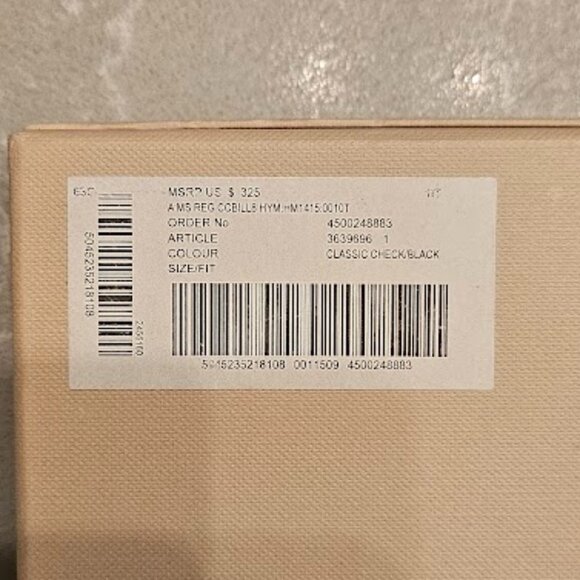 MSRP US $ 325
A MS REG CCBILL8 HYM:HM1415:0010T
ORDER No 4500248883
ARTICLE 3639696 1
COLOUR CLASSIC CHECK/BLACK
SIZE/FIT
5045235218108 0011509 4500248883
5045235218108